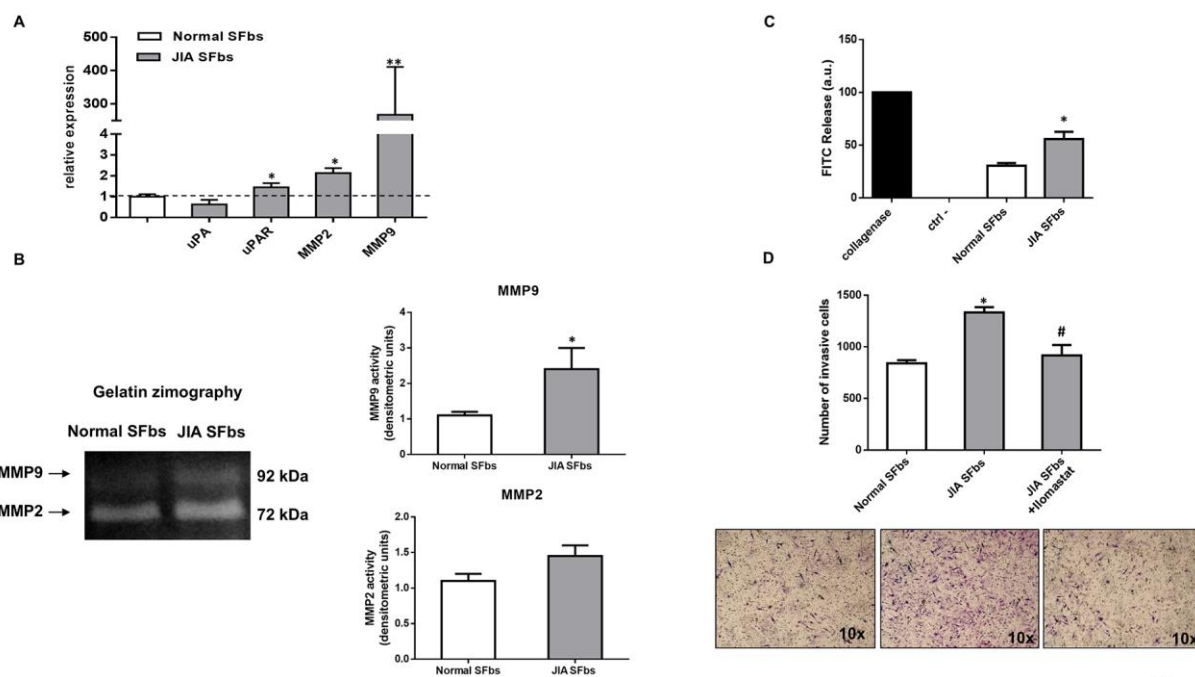 A
relative expression
500
400
300
200
100
4
3
2
1
0
Normal SFbs
JIA SFbs
*
*
**
uPA
uPAR
MMP2
MMP9
B
Gelatin zimography
Normal SFbs JIA SFbs
MMP9 → 92 kDa
MMP2 → 72 kDa
MMP9
MMP9 activity
(densitometric units)
4
3
2
1
0
*
Normal SFbs JIA SFbs
MMP2
MMP2 activity
(densitometric units)
2.0
1.5
1.0
0.5
0.0
Normal SFbs JIA SFbs
C
FITC Release (a.u.)
150
100
50
0
*
collagenase
ctrl -
Normal SFbs
JIA SFbs
D
Number of invasive cells
1500
1000
500
0
*
#
Normal SFbs
JIA SFbs
JIA SFbs
+Ilomastat
10x
10x
10x